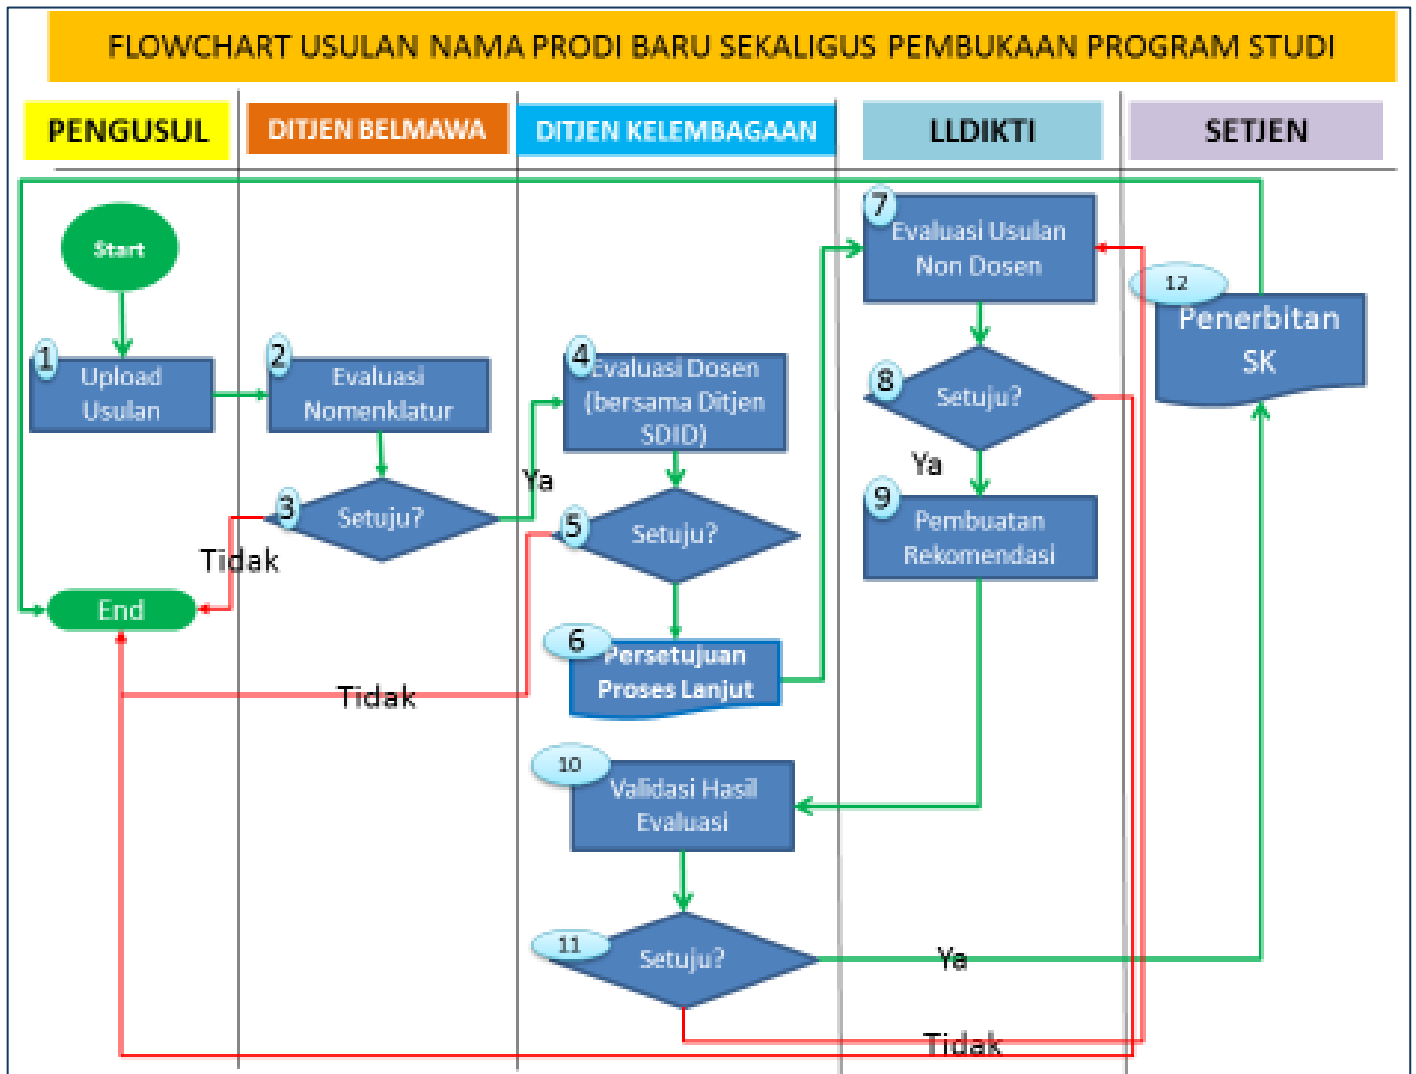 FLOWCHART USULAN NAMA PRODI BARU SEKALIGUS PEMBUKAAN PROGRAM STUDI
PENGUSUL
DITJEN BELMAWA
DITJEN KELEMBAGAAN
LLDIKTI
SETJEN
Start
1
Upload
Usulan
2
Evaluasi
Nomenklatur
3
Setuju?
Ya
Tidak
End
4
Evaluasi Dosen
(bersama Ditjen
SDID)
5
Setuju?
Tidak
6
Persetujuan
Proses Lanjut
7
Evaluasi Usulan
Non Dosen
8
Setuju?
Ya
9
Pembuatan
Rekomendasi
10
Validasi Hasil
Evaluasi
11
Setuju?
Ya
Tidak
12
Penerbitan
SK